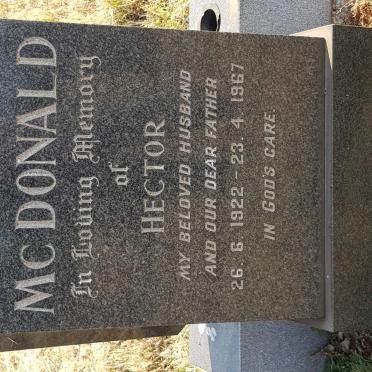 McDONALD
In Loving Memory
of
HECTOR
MY BELOVED HUSBAND
AND OUR DEAR FATHER
26. 6. 1922 - 23. 4. 1967
IN GOD'S CARE.